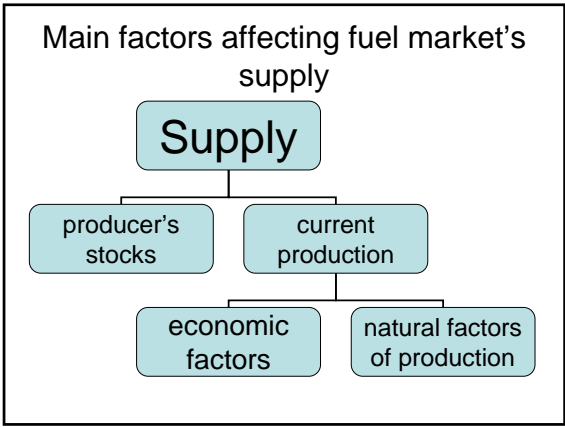 Main factors affecting fuel market's
supply
Supply
producer's
stocks
current
production
economic
factors
natural factors
of production